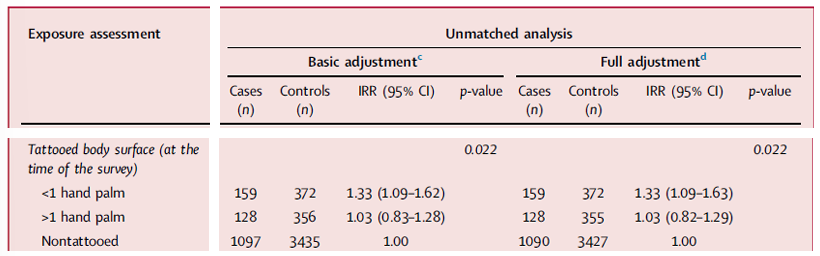 Exposure assessment Unmatched analysis
Basic adjustmentc Full adjustmentd
Cases (n) Controls (n) IRR (95% CI) p-value Cases (n) Controls (n) IRR (95% CI) p-value
Tattooed body surface (at the 0.022 0.022
time of the survey)
<1 hand palm 159 372 1.33 (1.09–1.62) 159 372 1.33 (1.09–1.63)
>1 hand palm 128 356 1.03 (0.83–1.28) 128 355 1.03 (0.82–1.29)
Nontattooed 1097 3435 1.00 1090 3427 1.00